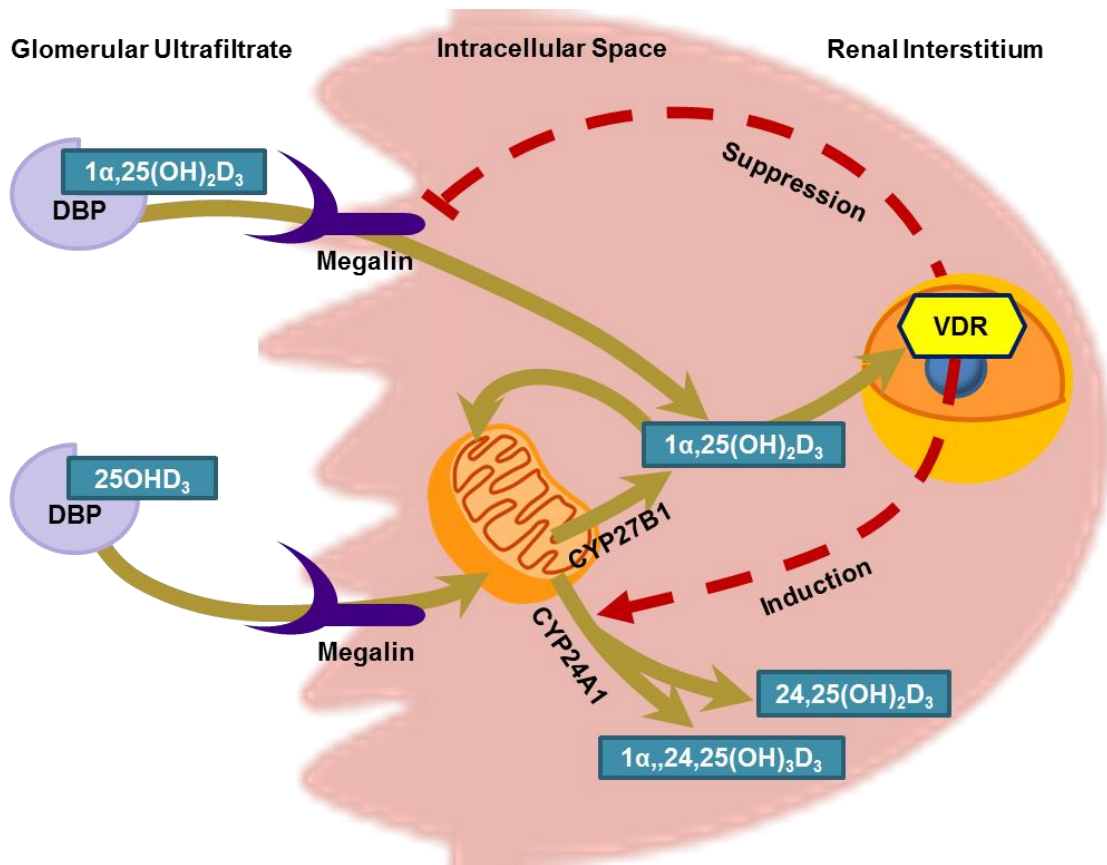 Glomerular Ultrafiltrate
Intracellular Space
Renal Interstitium
1α,25(OH)₂D₃
DBP
Megalin
Suppression
VDR
1α,25(OH)₂D₃
25OHD₃
DBP
CYP27B1
Induction
Megalin
CYP24A1
24,25(OH)₂D₃
1α,,24,25(OH)₃D₃